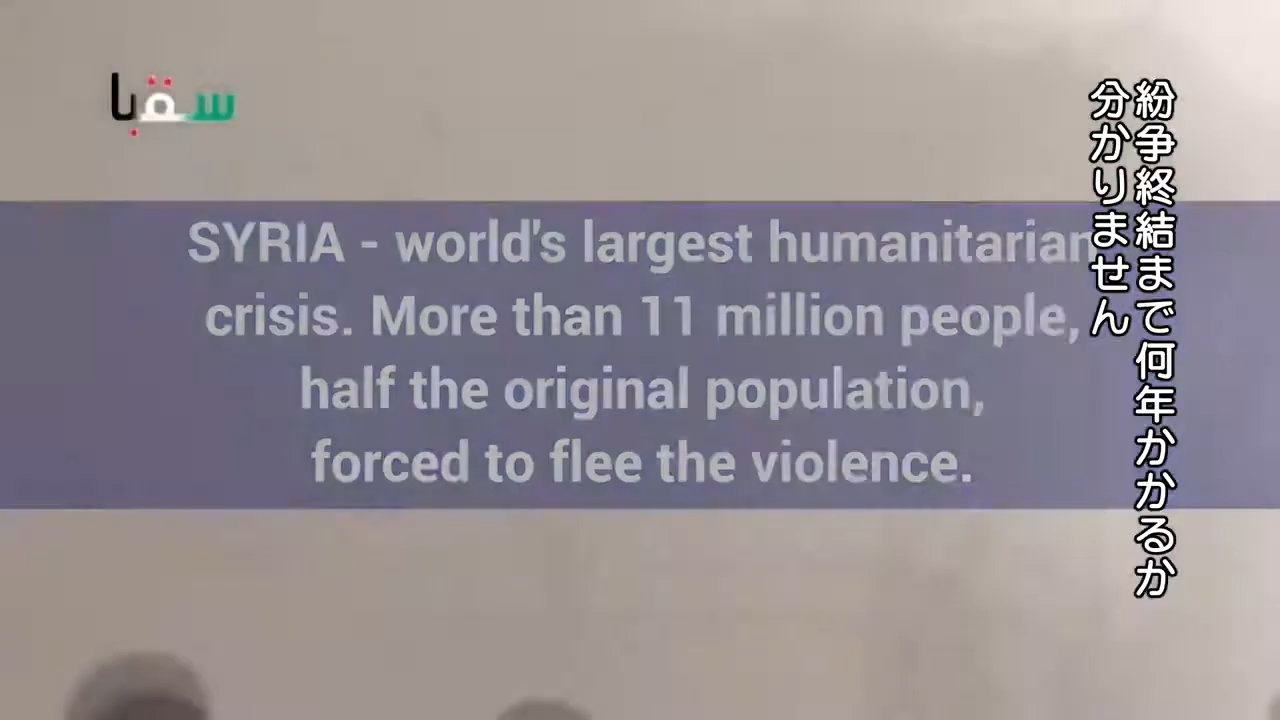 سقبا
SYRIA - world's largest humanitarian
crisis. More than 11 million people,
half the original population,
forced to flee the violence.
紛争終結まで何年かかるか
分かりません